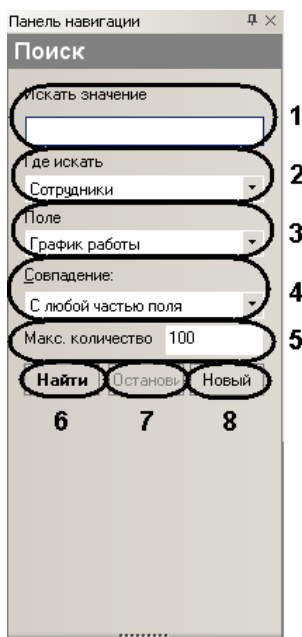 Панель навигации
Поиск
Искать значение
1
Где искать
2
Сотрудники
Поле
3
График работы
Совпадение:
4
С любой частью поля
Макс. количество 100
5
Найти Останови Новый
6 7 8